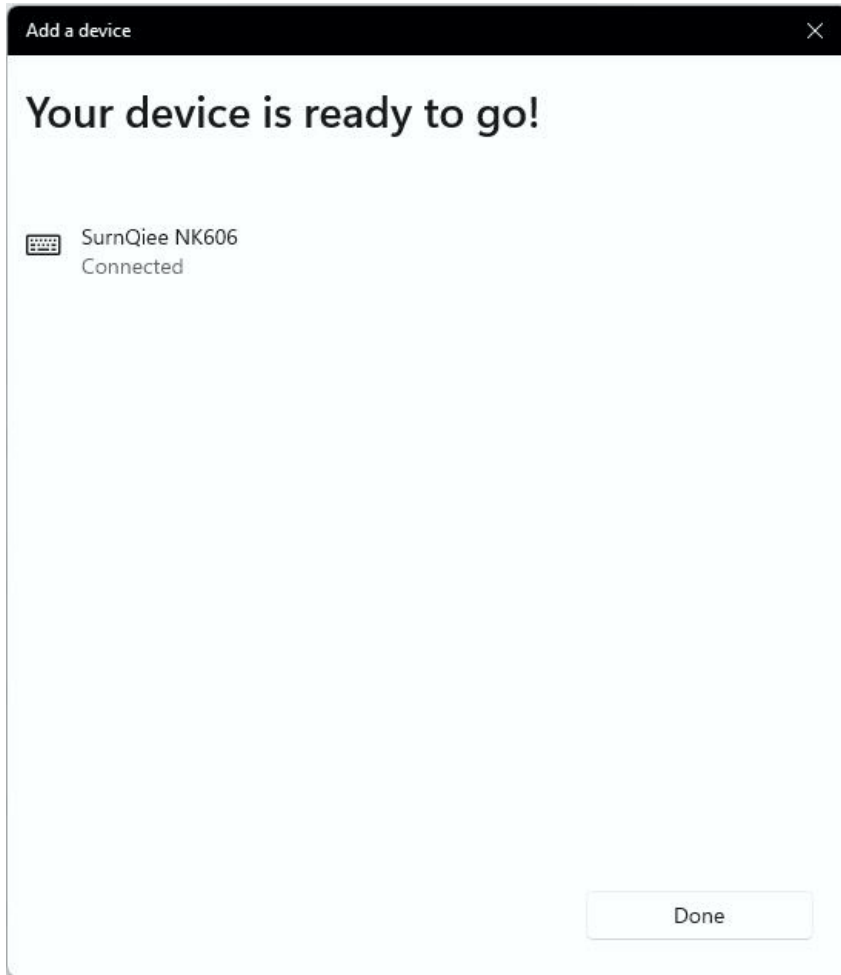 Add a device
Your device is ready to go!
SurnQiee NK606
Connected
Done